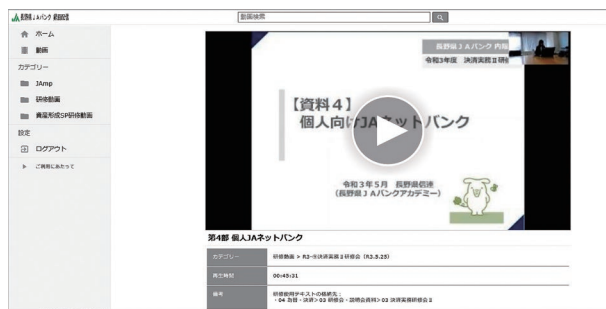 JAバンク
動画検索
ホーム
動画
カテゴリー
JAmp
研修動画
資産形成SP研修動画
設定
ログアウト
ご利用にあたって
長野県JAバンク 内
令和3年度 決済実務Ⅱ研
【資料4】
個人向けJAネットバンク
令和3年5月 長野県信連
(長野県JAバンクアカデミー)
第4部 個人JAネットバンク
カテゴリー
研修動画 > R3-④決済実務Ⅱ研修会(R3.5.25)
再生時間
00:45:31
備考
研修使用テキストの格納先:
・04 為替・決済> 03 研修会・説明会資料> 03 決済実務研修会Ⅱ